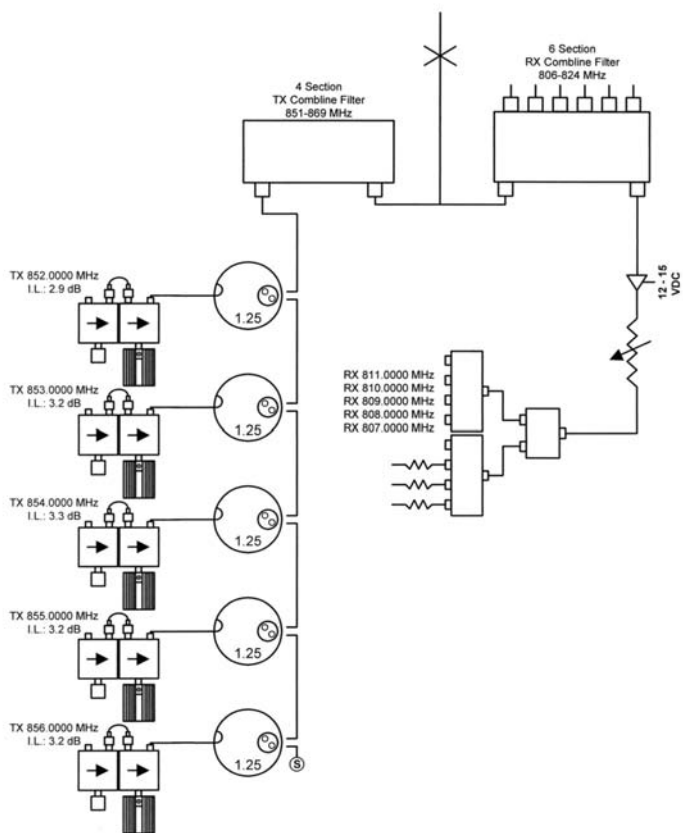 4 Section
TX Combline Filter
851-869 MHz
6 Section
RX Combline Filter
806-824 MHz
TX 852.0000 MHz
I.L.: 2.9 dB
1.25
12 - 15
VDC
TX 853.0000 MHz
I.L.: 3.2 dB
1.25
RX 811.0000 MHz
RX 810.0000 MHz
RX 809.0000 MHz
RX 808.0000 MHz
RX 807.0000 MHz
TX 854.0000 MHz
I.L.: 3.3 dB
1.25
TX 855.0000 MHz
I.L.: 3.2 dB
1.25
TX 856.0000 MHz
I.L.: 3.2 dB
1.25
S